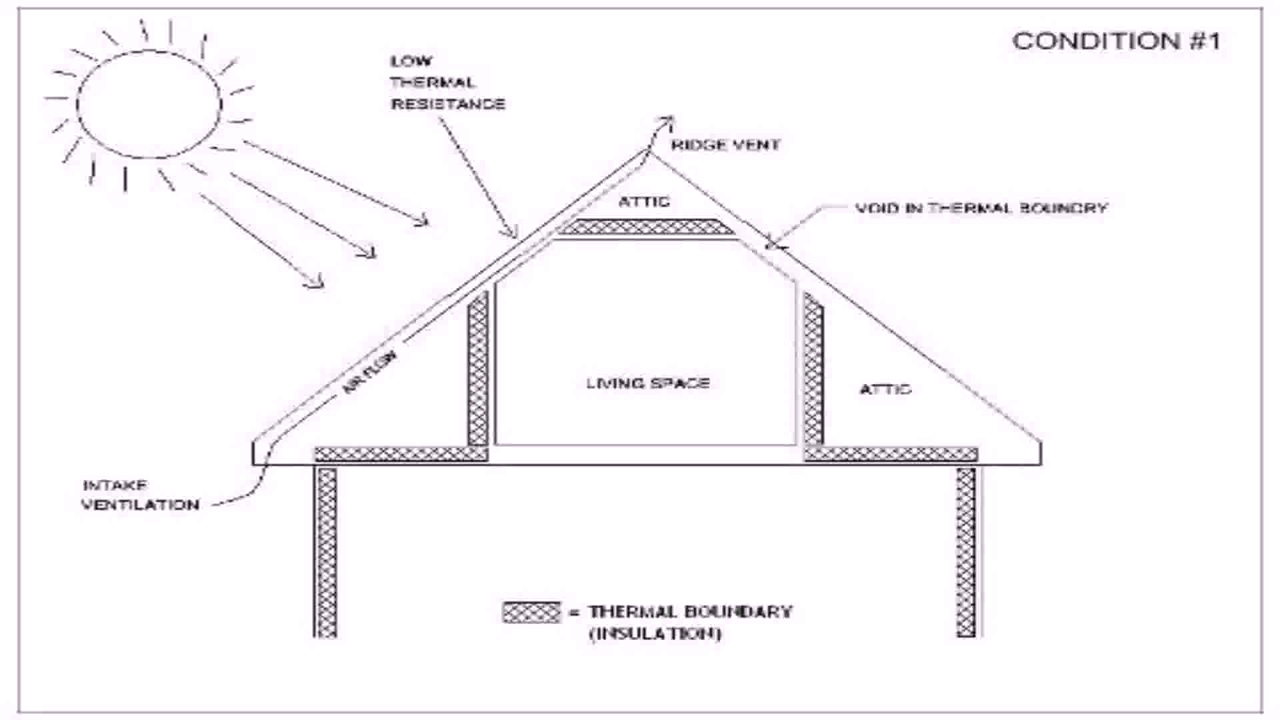 CONDITION #1
LOW
THERMAL
RESISTANCE
RIDGE VENT
ATTIC
VOID IN THERMAL BOUNDRY
AIR FLOW
LIVING SPACE
ATTIC
INTAKE
VENTILATION
= THERMAL BOUNDARY
(INSULATION)